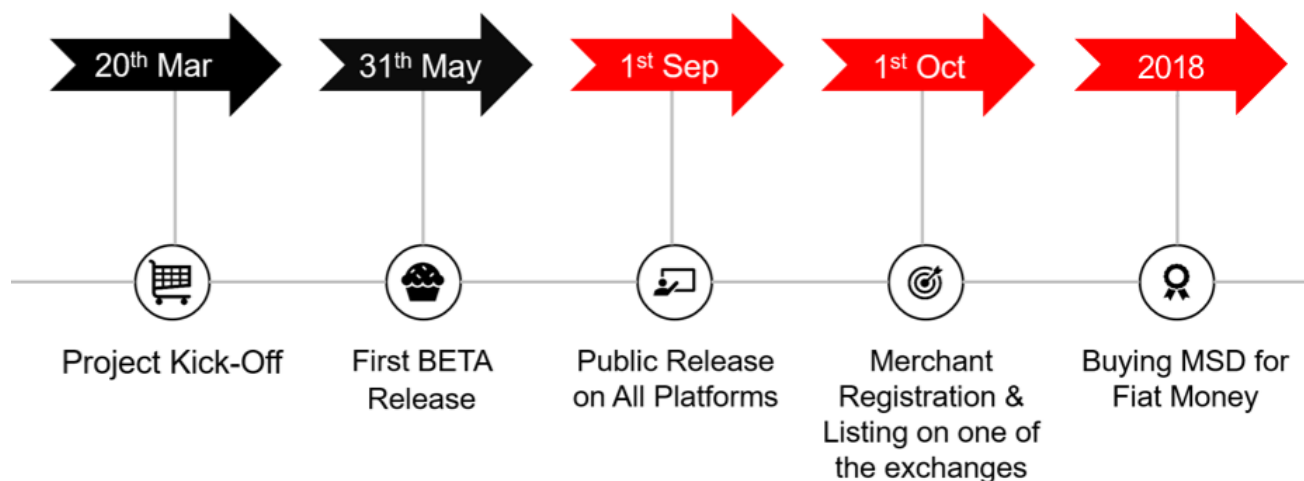 20th Mar
31th May
1st Sep
1st Oct
2018
Project Kick-Off
First BETA
Release
Public Release
on All Platforms
Merchant
Registration &
Listing on one of
the exchanges
Buying MSD for
Fiat Money